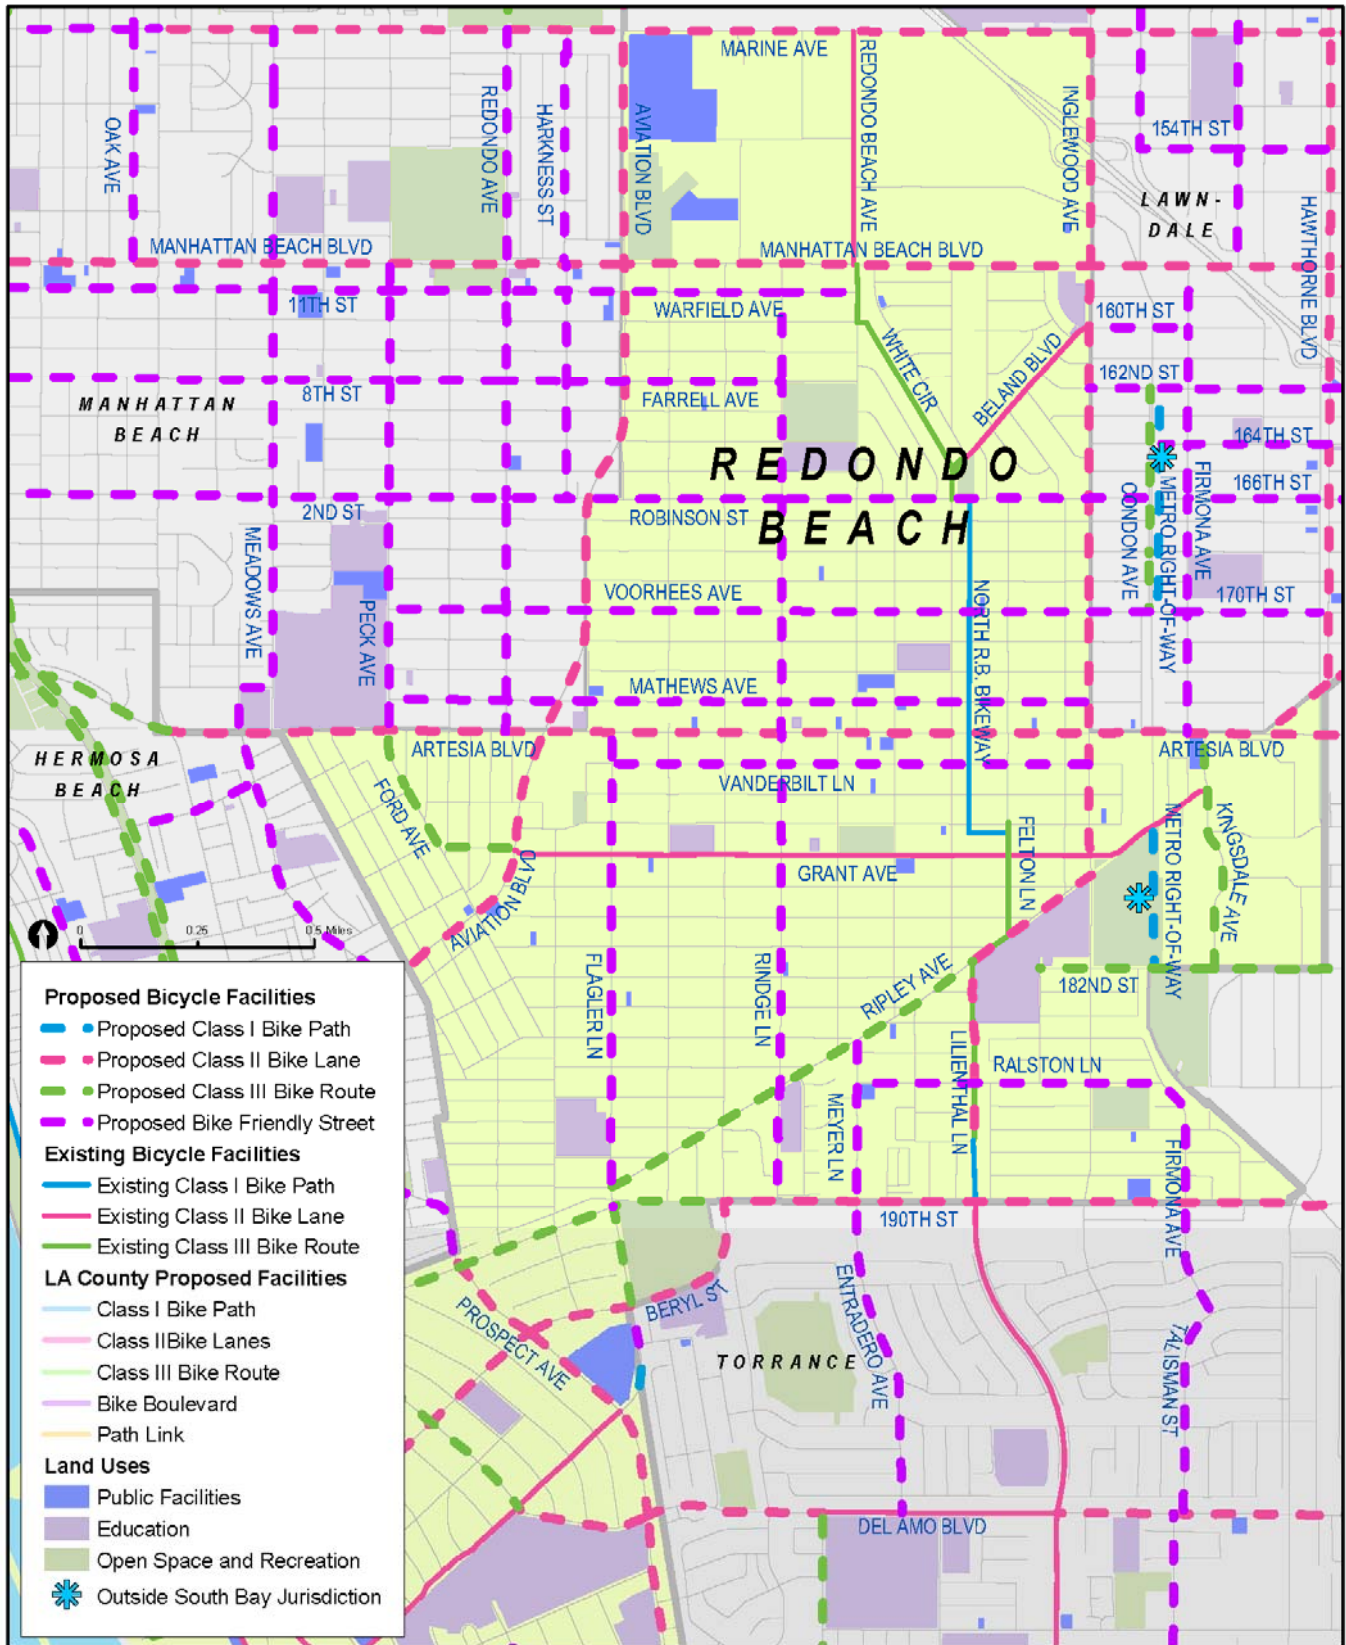 MARINE AVE
REDONDO BEACH AVE
INGLEWOOD AVE
OAK AVE
REDONDO AVE
HARKNESS ST
AVIATION BLVD
154TH ST
LAWN-
DALE
HAWTHORNE BLVD
MANHATTAN BEACH BLVD
MANHATTAN BEACH BLVD
11TH ST
WARFIELD AVE
160TH ST
WHITE CIR
BELAND BLVD
162ND ST
8TH ST
FARRELL AVE
MANHATTAN
BEACH
164TH ST
REDONDO
BEACH
166TH ST
2ND ST
ROBINSON ST
CONDON AVE
METRO RIGHT-OF-WAY
FIRMONA AVE
MEADOWS AVE
PECK AVE
VOORHEES AVE
NORTH R.B. BIKEWAY
170TH ST
MATHEWS AVE
ARTESIA BLVD
ARTESIA BLVD
HERMOSA
BEACH
VANDERBILT LN
FORD AVE
FELTON LN
METRO RIGHT-OF-WAY
KINGSDALE AVE
GRANT AVE
AVIATION BLVD
0 0.25 0.5 Miles
FLAGLER LN
RINDGE LN
RIPLEY AVE
182ND ST
LILIENTHAL LN
RALSTON LN
MEYER LN
FIRMONA AVE
190TH ST
ENTRADERO AVE
BERYL ST
PROSPECT AVE
TORRANCE
TALISMAN ST
DEL AMO BLVD
Proposed Bicycle Facilities
Proposed Class I Bike Path
Proposed Class II Bike Lane
Proposed Class III Bike Route
Proposed Bike Friendly Street
Existing Bicycle Facilities
Existing Class I Bike Path
Existing Class II Bike Lane
Existing Class III Bike Route
LA County Proposed Facilities
Class I Bike Path
Class IIBike Lanes
Class III Bike Route
Bike Boulevard
Path Link
Land Uses
Public Facilities
Education
Open Space and Recreation
Outside South Bay Jurisdiction